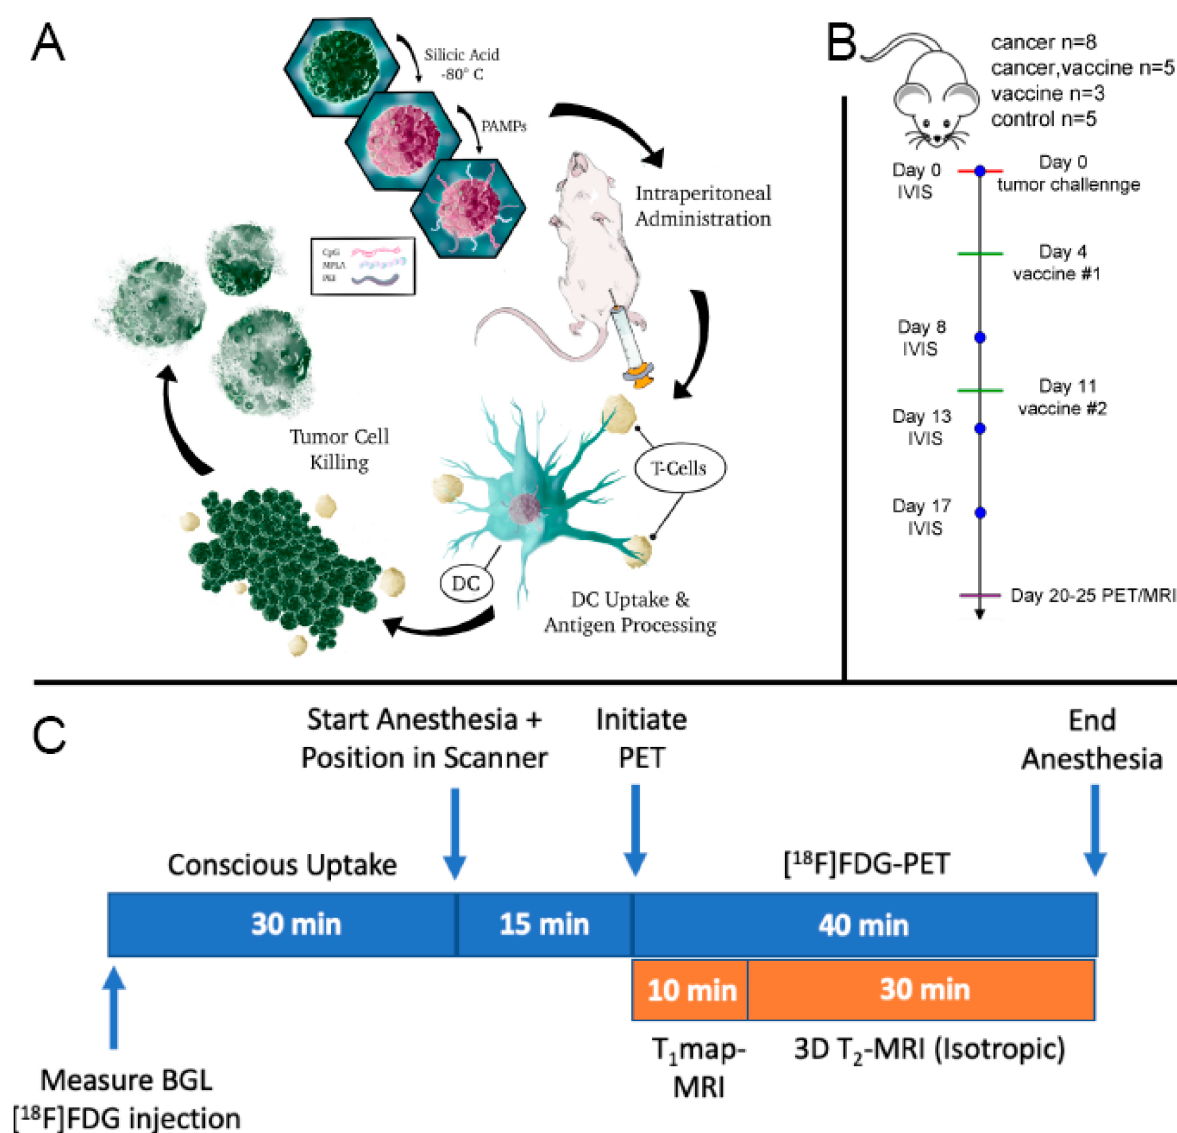 A
Silicic Acid
-80° C
PAMPs
Intraperitoneal
Administration
CpG
MPLA
PEI
Tumor Cell
Killing
T-Cells
DC
DC Uptake &
Antigen Processing
B
cancer n=8
cancer,vaccine n=5
vaccine n=3
control n=5
Day 0
IVIS
Day 0
tumor challennge
Day 4
vaccine #1
Day 8
IVIS
Day 11
vaccine #2
Day 13
IVIS
Day 17
IVIS
Day 20-25 PET/MRI
C
Start Anesthesia +
Position in Scanner
Initiate
PET
End
Anesthesia
Conscious Uptake
[¹⁸F]FDG-PET
30 min
15 min
40 min
10 min
30 min
T₁map-
MRI
3D T₂-MRI (Isotropic)
Measure BGL
[¹⁸F]FDG injection